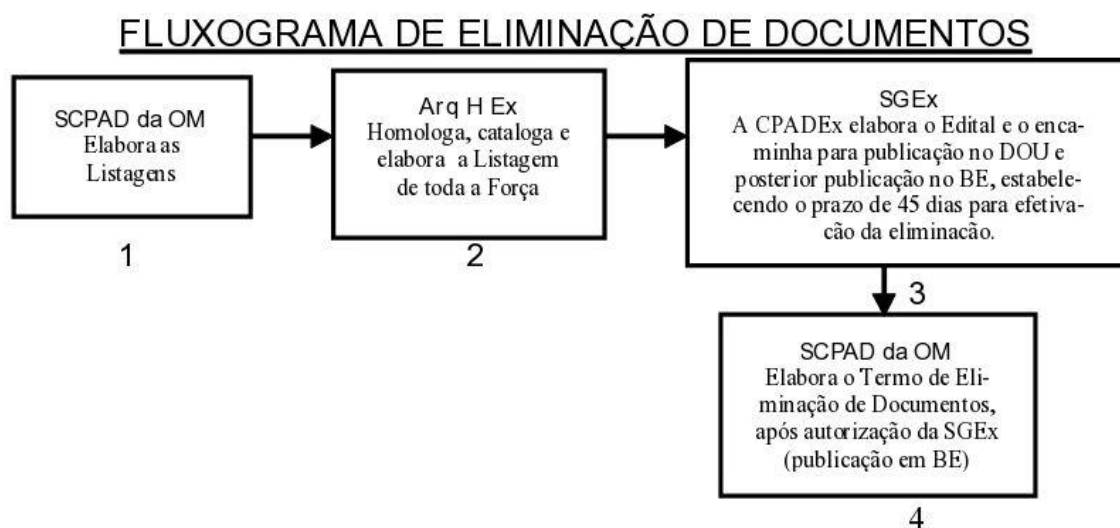 FLUXOGRAMA DE ELIMINAÇÃO DE DOCUMENTOS
SCPAD da OM
Elabora as
Listagens
1
Arq H Ex
Homologa, cataloga e
elabora a Listagem
de toda a Força
2
SGEx
A CPADEx elabora o Edital e o enca-
minha para publicação no DOU e
posterior publicação no BE, estabele-
cendo o prazo de 45 dias para efetiva-
cão da eliminacão.
3
SCPAD da OM
Elabora o Termo de Eli-
minação de Documentos,
após autorização da SGEx
(publicação em BE)
4